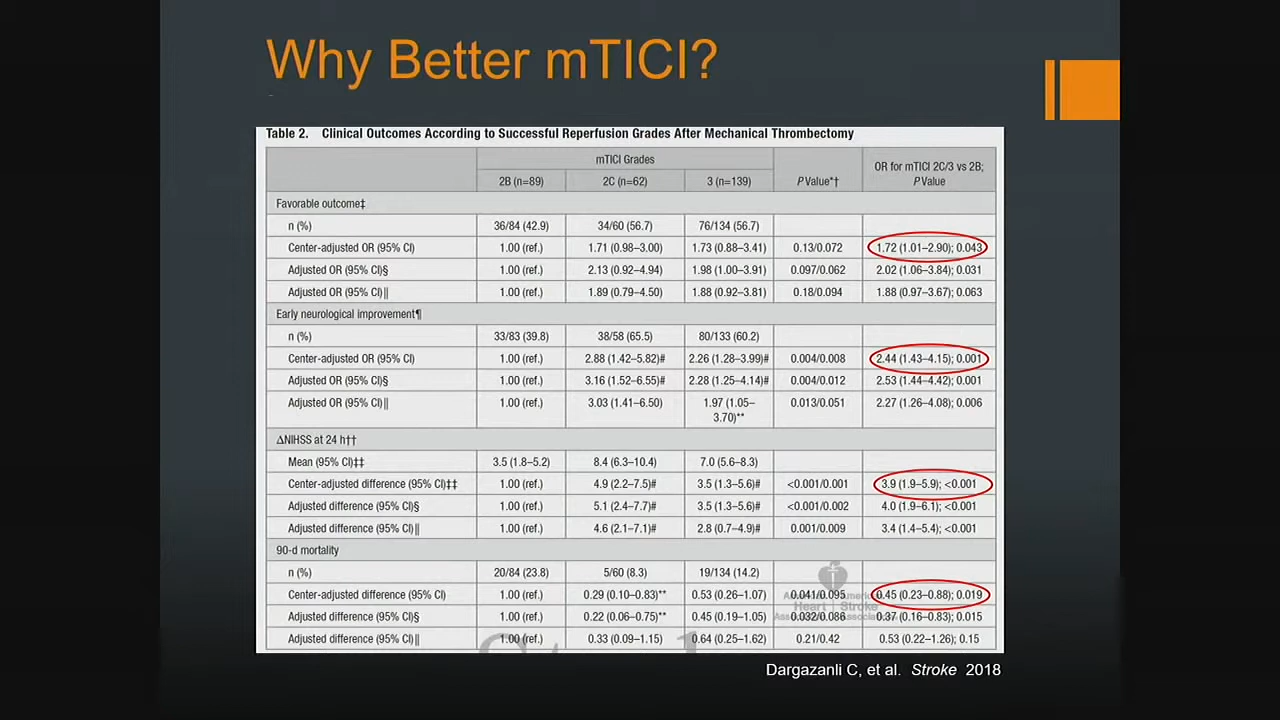 Why Better mTICI?
Table 2. Clinical Outcomes According to Successful Reperfusion Grades After Mechanical Thrombectomy
mTICI Grades
OR for mTICI 2C/3 vs 2B; P Value
2B (n=89) 2C (n=62) 3 (n=139) P Value*†
Favorable outcome‡
n (%) 36/84 (42.9) 34/60 (56.7) 76/134 (56.7)
Center-adjusted OR (95% CI) 1.00 (ref.) 1.71 (0.98–3.00) 1.73 (0.88–3.41) 0.13/0.072 1.72 (1.01–2.90); 0.043
Adjusted OR (95% CI)§ 1.00 (ref.) 2.13 (0.92–4.94) 1.98 (1.00–3.91) 0.097/0.062 2.02 (1.06–3.84); 0.031
Adjusted OR (95% CI)|| 1.00 (ref.) 1.89 (0.79–4.50) 1.88 (0.92–3.81) 0.18/0.094 1.88 (0.97–3.67); 0.063
Early neurological improvement¶
n (%) 33/83 (39.8) 38/58 (65.5) 80/133 (60.2)
Center-adjusted OR (95% CI) 1.00 (ref.) 2.88 (1.42–5.82)# 2.26 (1.28–3.99)# 0.004/0.008 2.44 (1.43–4.15); 0.001
Adjusted OR (95% CI)§ 1.00 (ref.) 3.16 (1.52–6.55)# 2.28 (1.25–4.14)# 0.004/0.012 2.53 (1.44–4.42); 0.001
Adjusted OR (95% CI)|| 1.00 (ref.) 3.03 (1.41–6.50) 1.97 (1.05–3.70)** 0.013/0.051 2.27 (1.26–4.08); 0.006
ΔNIHSS at 24 h††
Mean (95% CI)‡‡ 3.5 (1.8–5.2) 8.4 (6.3–10.4) 7.0 (5.6–8.3)
Center-adjusted difference (95% CI)‡‡ 1.00 (ref.) 4.9 (2.2–7.5)# 3.5 (1.3–5.6)# <0.001/0.001 3.9 (1.9–5.9); <0.001
Adjusted difference (95% CI)§ 1.00 (ref.) 5.1 (2.4–7.7)# 3.5 (1.3–5.6)# <0.001/0.002 4.0 (1.9–6.1); <0.001
Adjusted difference (95% CI)|| 1.00 (ref.) 4.6 (2.1–7.1)# 2.8 (0.7–4.9)# 0.001/0.009 3.4 (1.4–5.4); <0.001
90-d mortality
n (%) 20/84 (23.8) 5/60 (8.3) 19/134 (14.2)
Center-adjusted difference (95% CI) 1.00 (ref.) 0.29 (0.10–0.83)** 0.53 (0.26–1.07) 0.041/0.095 0.45 (0.23–0.88); 0.019
Adjusted difference (95% CI)§ 1.00 (ref.) 0.22 (0.06–0.75)** 0.45 (0.19–1.05) 0.032/0.086 0.37 (0.16–0.83); 0.015
Adjusted difference (95% CI)|| 1.00 (ref.) 0.33 (0.09–1.15) 0.64 (0.25–1.62) 0.21/0.42 0.53 (0.22–1.26); 0.15
Heart Stroke
Dargazanli C, et al. Stroke 2018